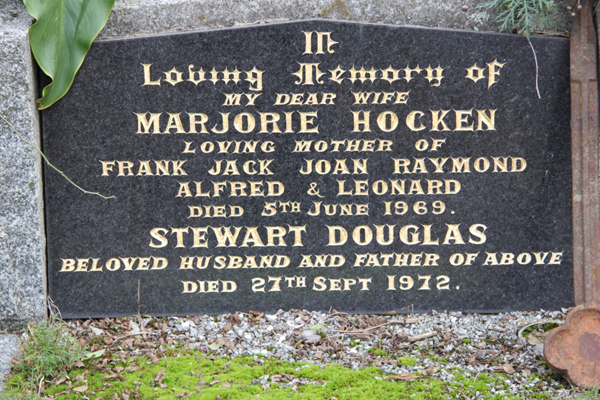 In
Loving Memory of
MY DEAR WIFE
MARJORIE HOCKEN
LOVING MOTHER OF
FRANK JACK JOAN RAYMOND
ALFRED & LEONARD
DIED 5TH JUNE 1969.
STEWART DOUGLAS
BELOVED HUSBAND AND FATHER OF ABOVE
DIED 27TH SEPT 1972.